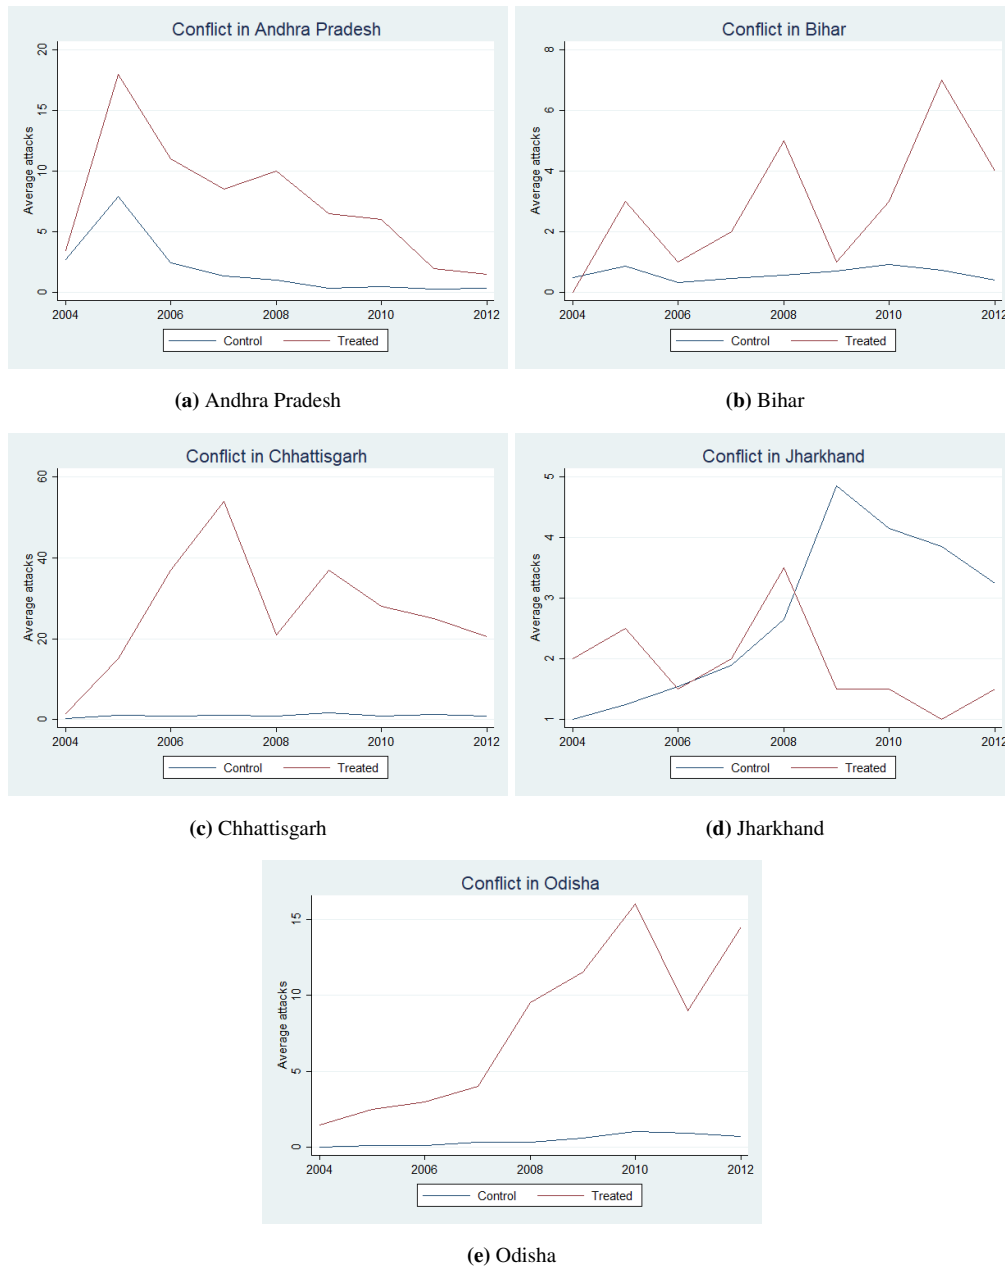 Conflict in Andhra Pradesh
Average attacks
20
15
10
5
0
2004 2006 2008 2010 2012
Control Treated
(a) Andhra Pradesh
Conflict in Bihar
Average attacks
8
6
4
2
0
2004 2006 2008 2010 2012
Control Treated
(b) Bihar
Conflict in Chhattisgarh
Average attacks
60
40
20
0
2004 2006 2008 2010 2012
Control Treated
(c) Chhattisgarh
Conflict in Jharkhand
Average attacks
5
4
3
2
1
2004 2006 2008 2010 2012
Control Treated
(d) Jharkhand
Conflict in Odisha
Average attacks
15
10
5
0
2004 2006 2008 2010 2012
Control Treated
(e) Odisha